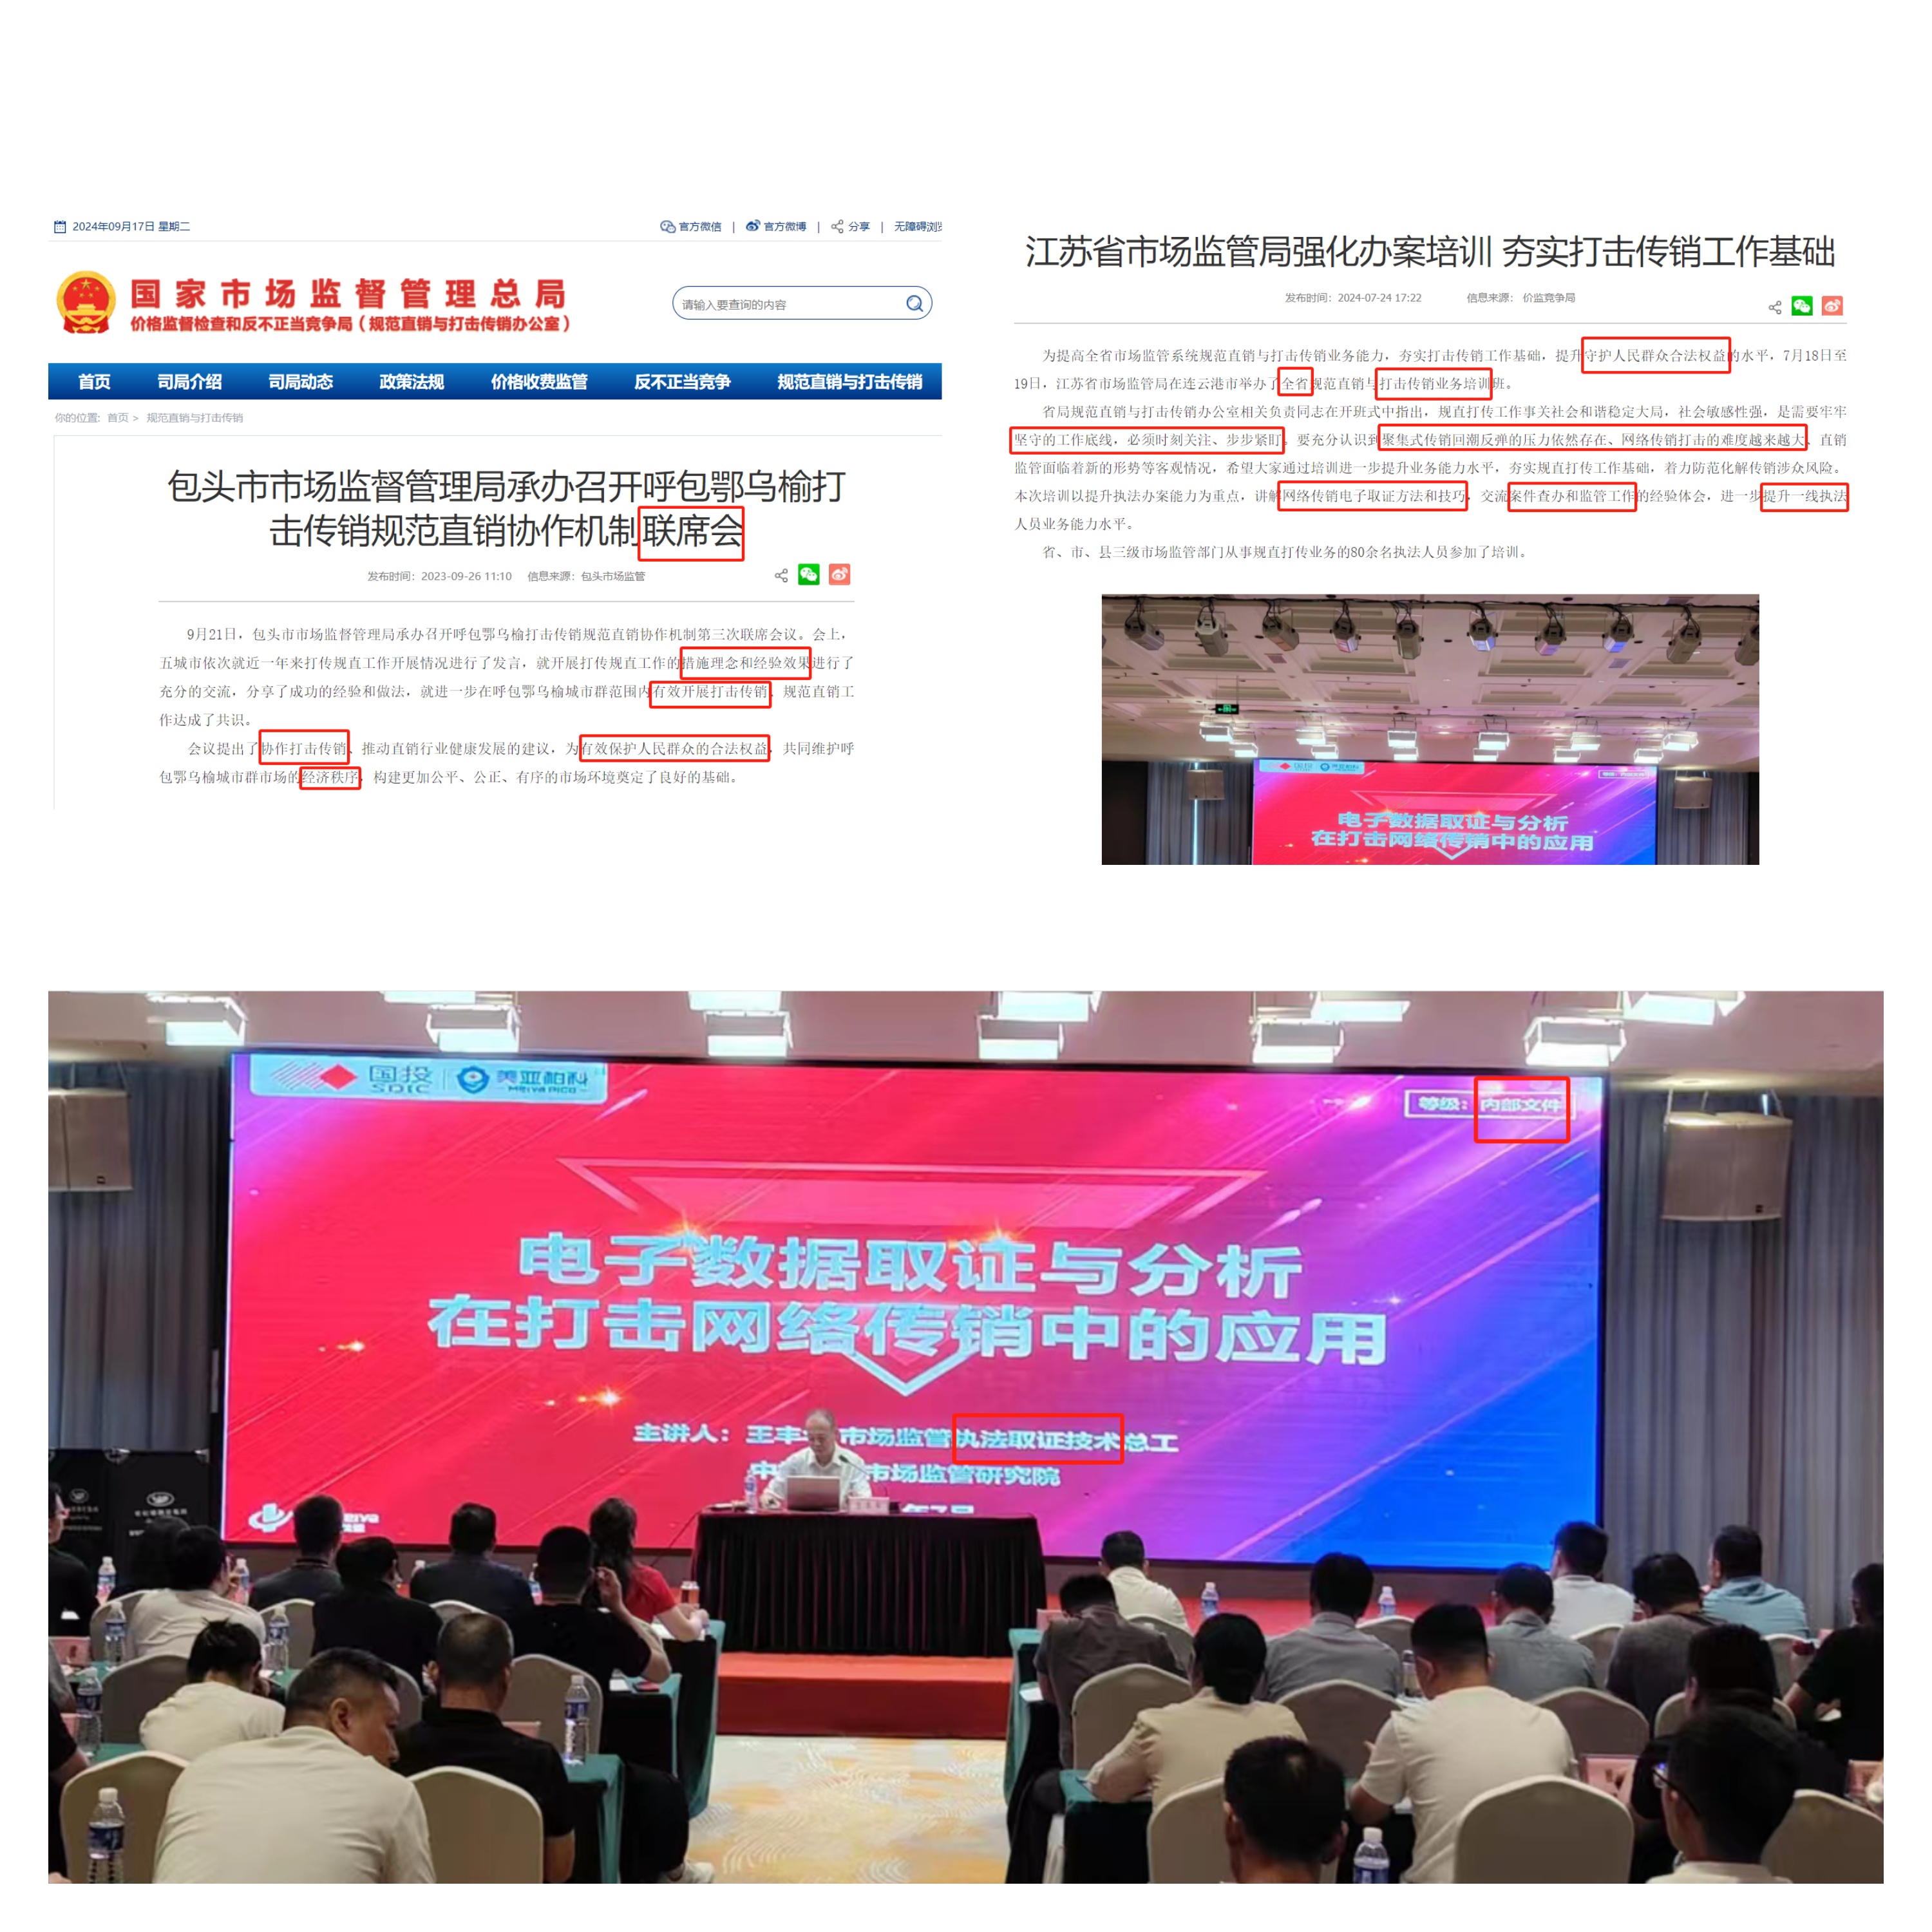 2024年09月17日 星期二
官方微信 | 官方微博 | 分享 | 无障碍浏
国家市场监督管理总局
价格监督检查和反不正当竞争局（规范直销与打击传销办公室）
请输入要查询的内容
首页 司局介绍 司局动态 政策法规 价格收费监管 反不正当竞争 规范直销与打击传销
你的位置: 首页 > 规范直销与打击传销
包头市市场监督管理局承办召开呼包鄂乌榆打
击传销规范直销协作机制联席会
发布时间：2023-09-26 11:10 信息来源：包头市场监管
9月21日，包头市市场监督管理局承办召开呼包鄂乌榆打击传销规范直销协作机制第三次联席会议。会上，
五城市依次就近一年来打传规直工作开展情况进行了发言，就开展打传规直工作的措施理念和经验效果进行了
充分的交流，分享了成功的经验和做法，就进一步在呼包鄂乌榆城市群范围内有效开展打击传销、规范直销工
作达成了共识。
会议提出了协作打击传销、推动直销行业健康发展的建议，为有效保护人民群众的合法权益，共同维护呼
包鄂乌榆城市群市场的经济秩序，构建更加公平、公正、有序的市场环境奠定了良好的基础。
江苏省市场监管局强化办案培训 夯实打击传销工作基础
发布时间：2024-07-24 17:22 信息来源：价监竞争局
为提高全省市场监管系统规范直销与打击传销业务能力，夯实打击传销工作基础，提升守护人民群众合法权益的水平，7月18日至
19日，江苏省市场监管局在连云港市举办了全省规范直销与打击传销业务培训班。
省局规范直销与打击传销办公室相关负责同志在开班式中指出，规直打传工作事关社会和谐稳定大局，社会敏感性强，是需要牢牢
坚守的工作底线，必须时刻关注、步步紧盯。要充分认识到聚集式传销回潮反弹的压力依然存在、网络传销打击的难度越来越大、直销
监管面临着新的形势等客观情况，希望大家通过培训进一步提升业务能力水平，夯实规直打传工作基础，着力防范化解传销涉众风险。
本次培训以提升执法办案能力为重点，讲解网络传销电子取证方法和技巧，交流案件查办和监管工作的经验体会，进一步提升一线执法
人员业务能力水平。
省、市、县三级市场监管部门从事规直打传业务的80余名执法人员参加了培训。
国投 美亚柏科
电子数据取证与分析
在打击网络传销中的应用
国投 SDIC 美亚柏科 MEIYA PICO
等级：内部文件
电子数据取证与分析
在打击网络传销中的应用
主讲人：王丰 市场监管执法取证技术总工
中 市场监管研究院